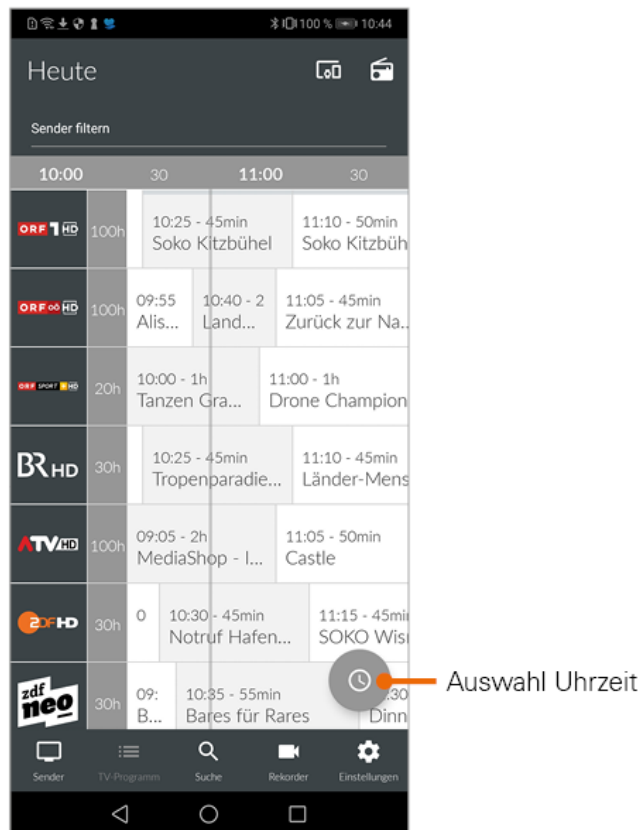 100 % 10:44
Heute
Sender filtern
10:00 30 11:00 30
ORF 1 HD 100h 10:25 - 45min 11:10 - 50min
Soko Kitzbühel Soko Kitzbüh
ORF oö HD 100h 09:55 10:40 - 2 11:05 - 45min
Alis... Land... Zurück zur Na..
ORF SPORT HD 20h 10:00 - 1h 11:00 - 1h
Tanzen Gra... Drone Champion
BR HD 30h 10:25 - 45min 11:10 - 45min
Tropenparadie... Länder-Mens
ATV HD 100h 09:05 - 2h 11:05 - 50min
MediaShop - I... Castle
ZDF HD 30h 0 10:30 - 45min 11:15 - 45mi
Notruf Hafen... SOKO Wis
zdf neo 30h 09: 10:35 - 55min :30
B... Bares für Rares Dinn
Auswahl Uhrzeit
Sender TV-Programm Suche Rekorder Einstellungen